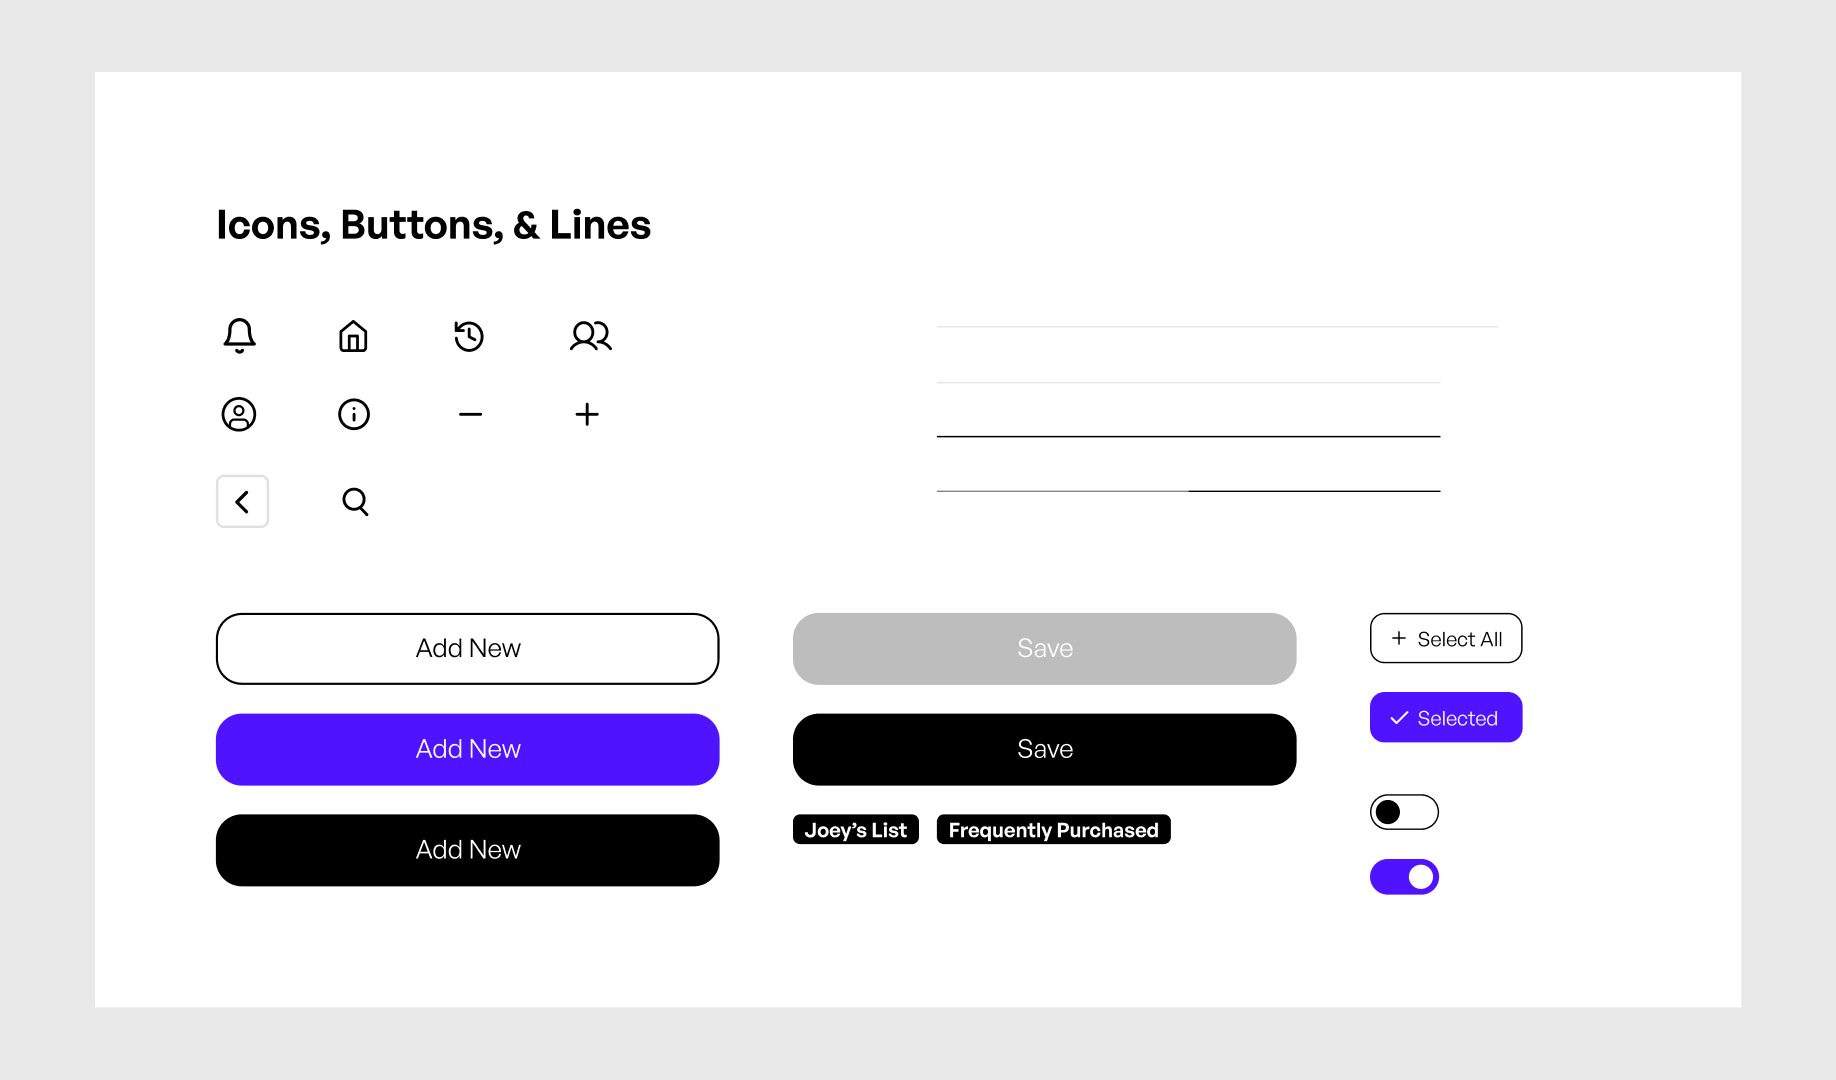 Icons, Buttons, & Lines
Add New
Save
Select All
Add New
Save
Selected
Add New
Joey’s List
Frequently Purchased